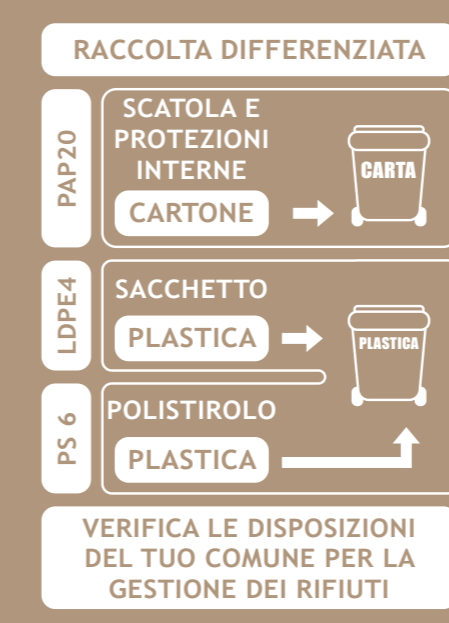 RACCOLTA DIFFERENZIATA
PAP20
SCATOLA E
PROTEZIONI
INTERNE
CARTONE
CARTA
LDPE4
SACCHETTO
PLASTICA
PLASTICA
PS 6
POLISTIROLO
PLASTICA
VERIFICA LE DISPOSIZIONI
DEL TUO COMUNE PER LA
GESTIONE DEI RIFIUTI